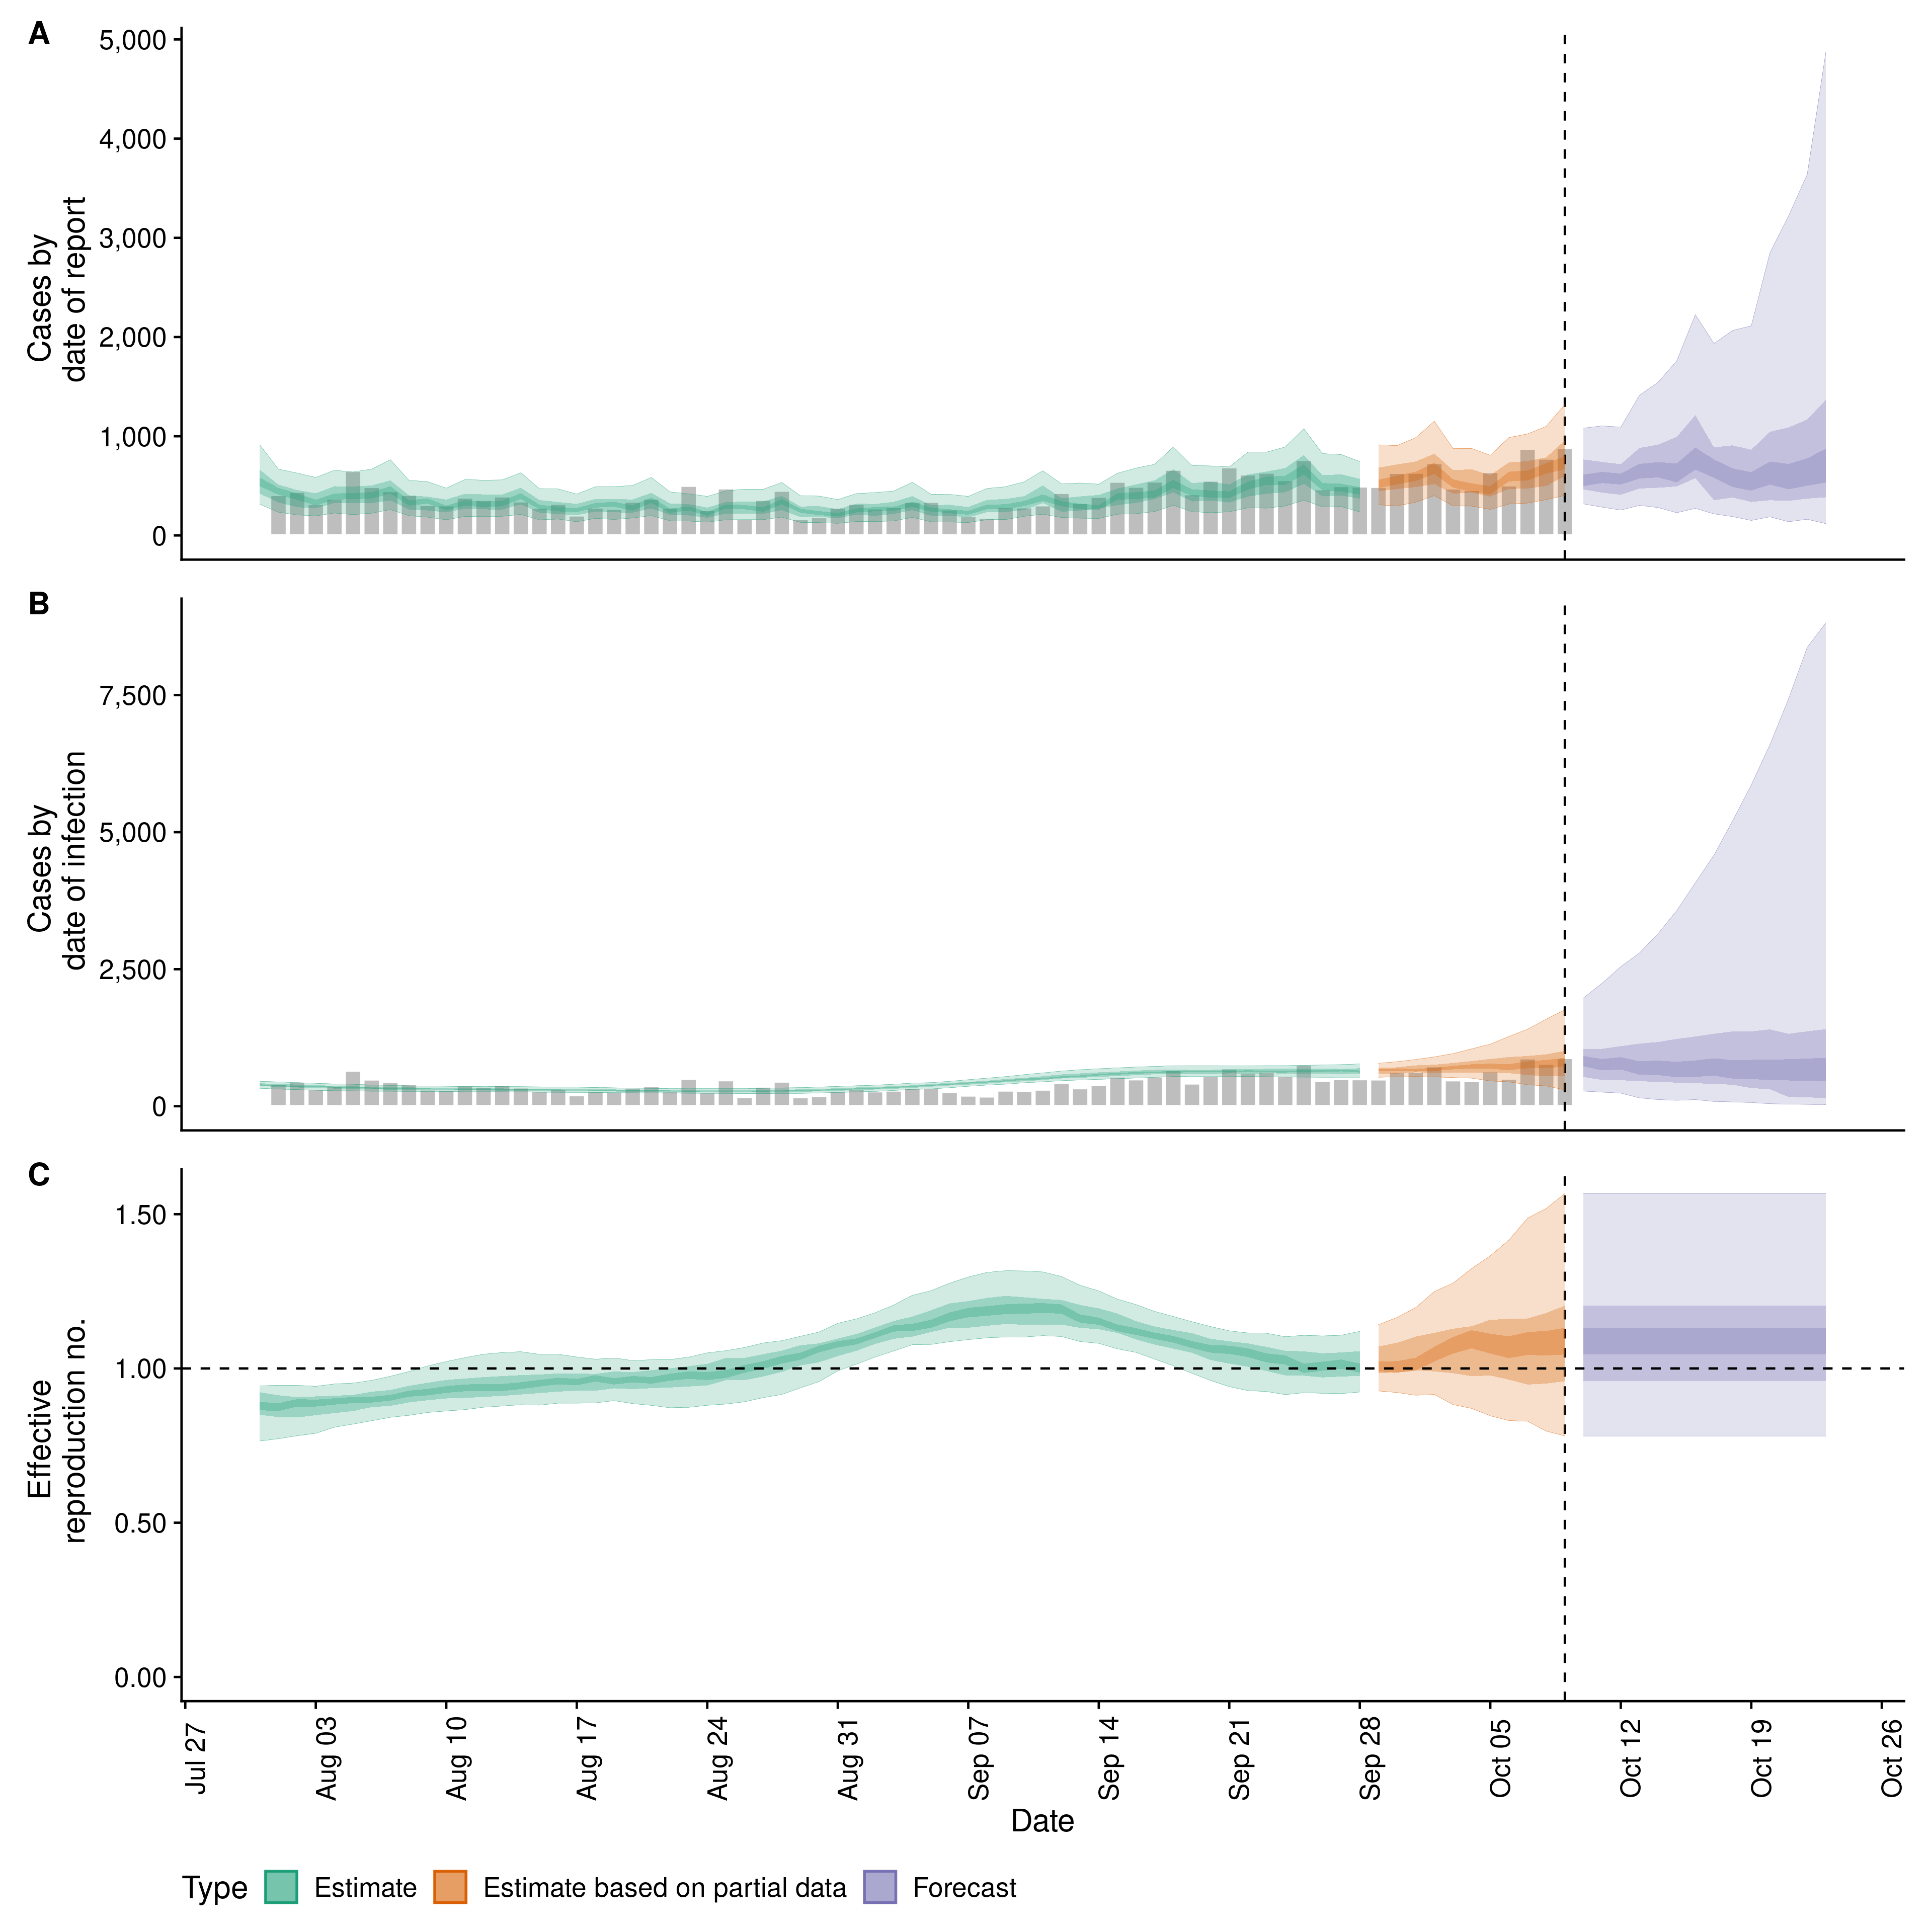 A
5,000
4,000
3,000
2,000
1,000
0
Cases by
date of report
B
7,500
5,000
2,500
0
Cases by
date of infection
C
1.50
1.00
0.50
0.00
Effective
reproduction no.
Jul 27
Aug 03
Aug 10
Aug 17
Aug 24
Aug 31
Sep 07
Sep 14
Sep 21
Sep 28
Oct 05
Oct 12
Oct 19
Oct 26
Date
Type Estimate Estimate based on partial data Forecast